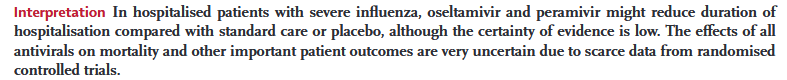 Interpretation In hospitalised patients with severe influenza, oseltamivir and peramivir might reduce duration of
hospitalisation compared with standard care or placebo, although the certainty of evidence is low. The effects of all
antivirals on mortality and other important patient outcomes are very uncertain due to scarce data from randomised
controlled trials.